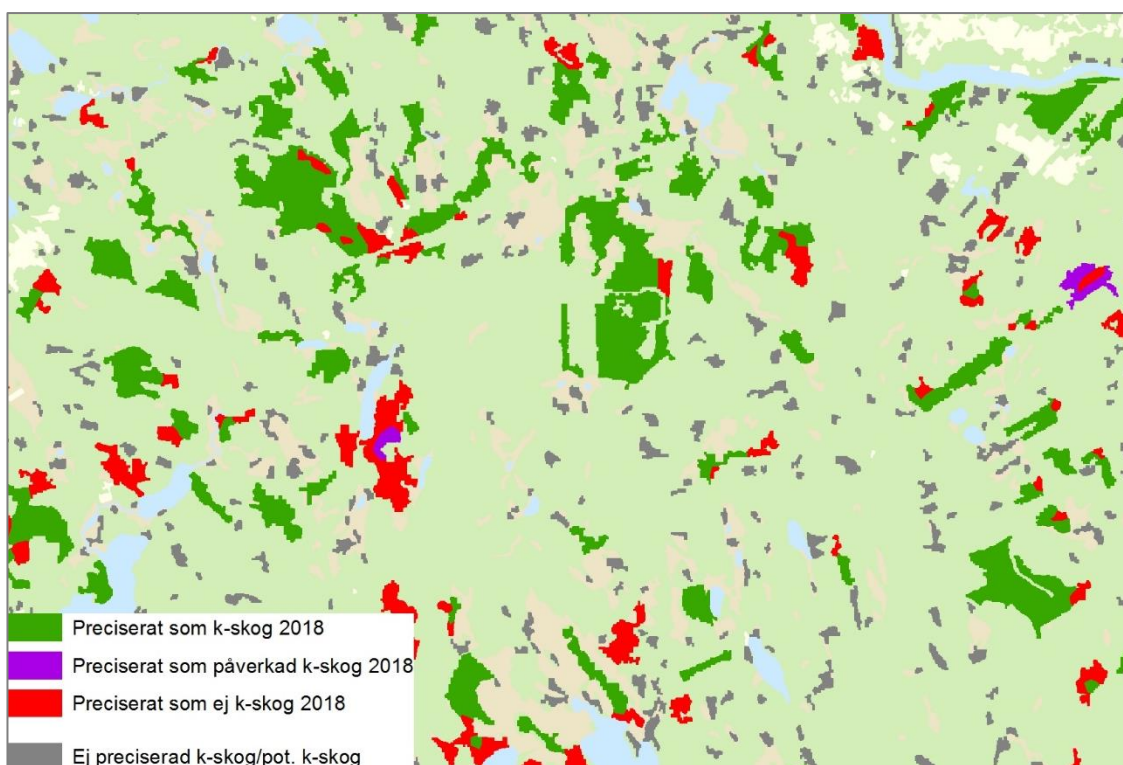 Preciserat som k-skog 2018
Preciserat som påverkad k-skog 2018
Preciserat som ej k-skog 2018
Ej preciserad k-skog/pot. k-skog